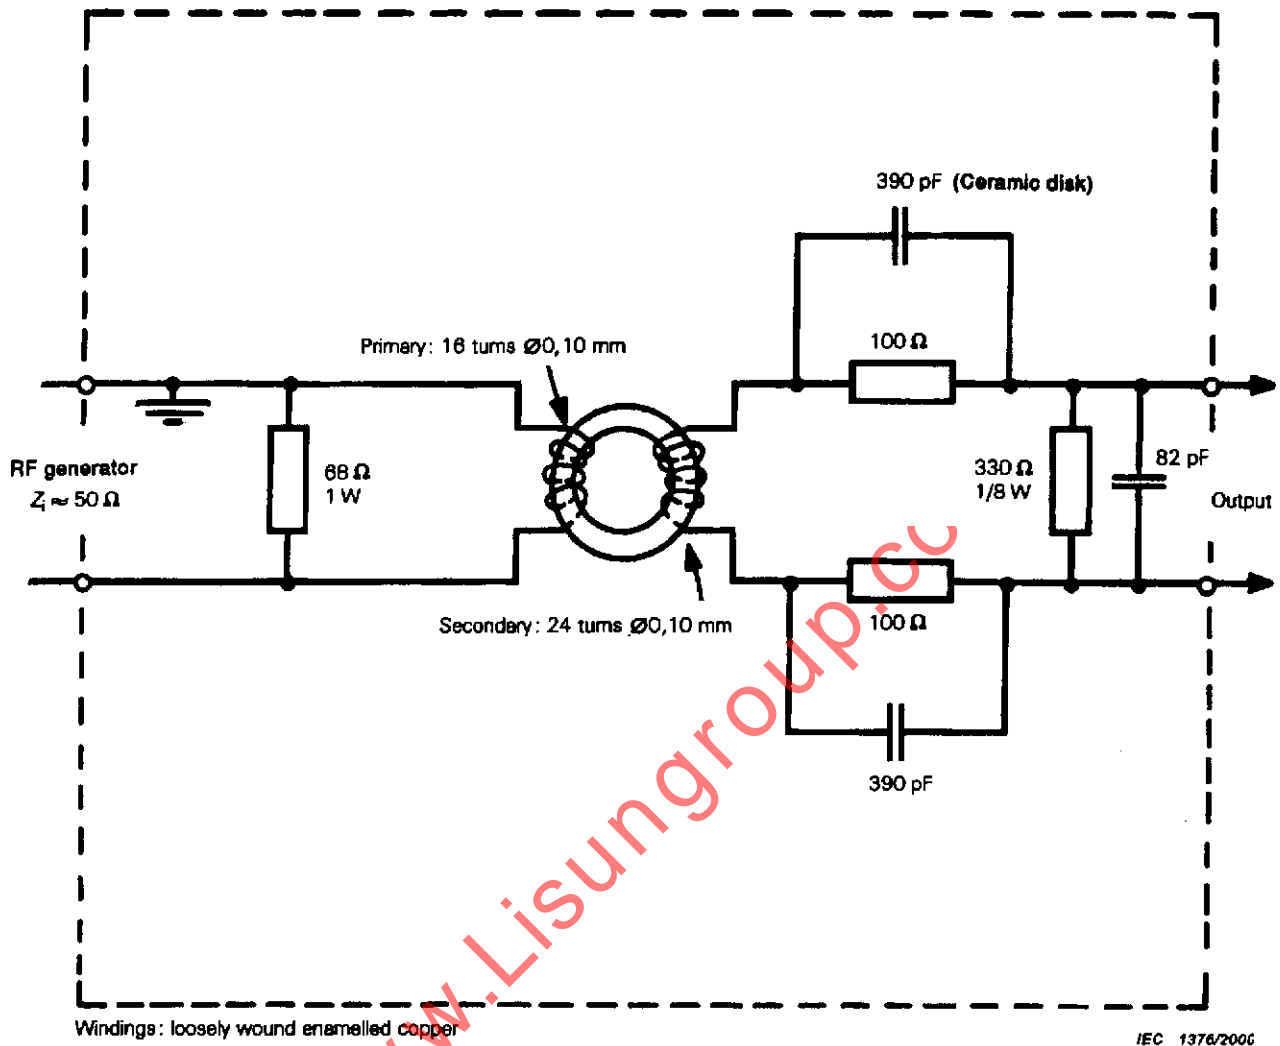 390 pF (Ceramic disk)
Primary: 16 turns Ø0,10 mm
100 Ω
RF generator
Zi ≈ 50 Ω
68 Ω
1 W
330 Ω
1/8 W
82 pF
Output
Secondary: 24 turns Ø0,10 mm
100 Ω
390 pF
w.Lisungroup.cc
Windings: loosely wound enamelled copper
IEC 1376/2000